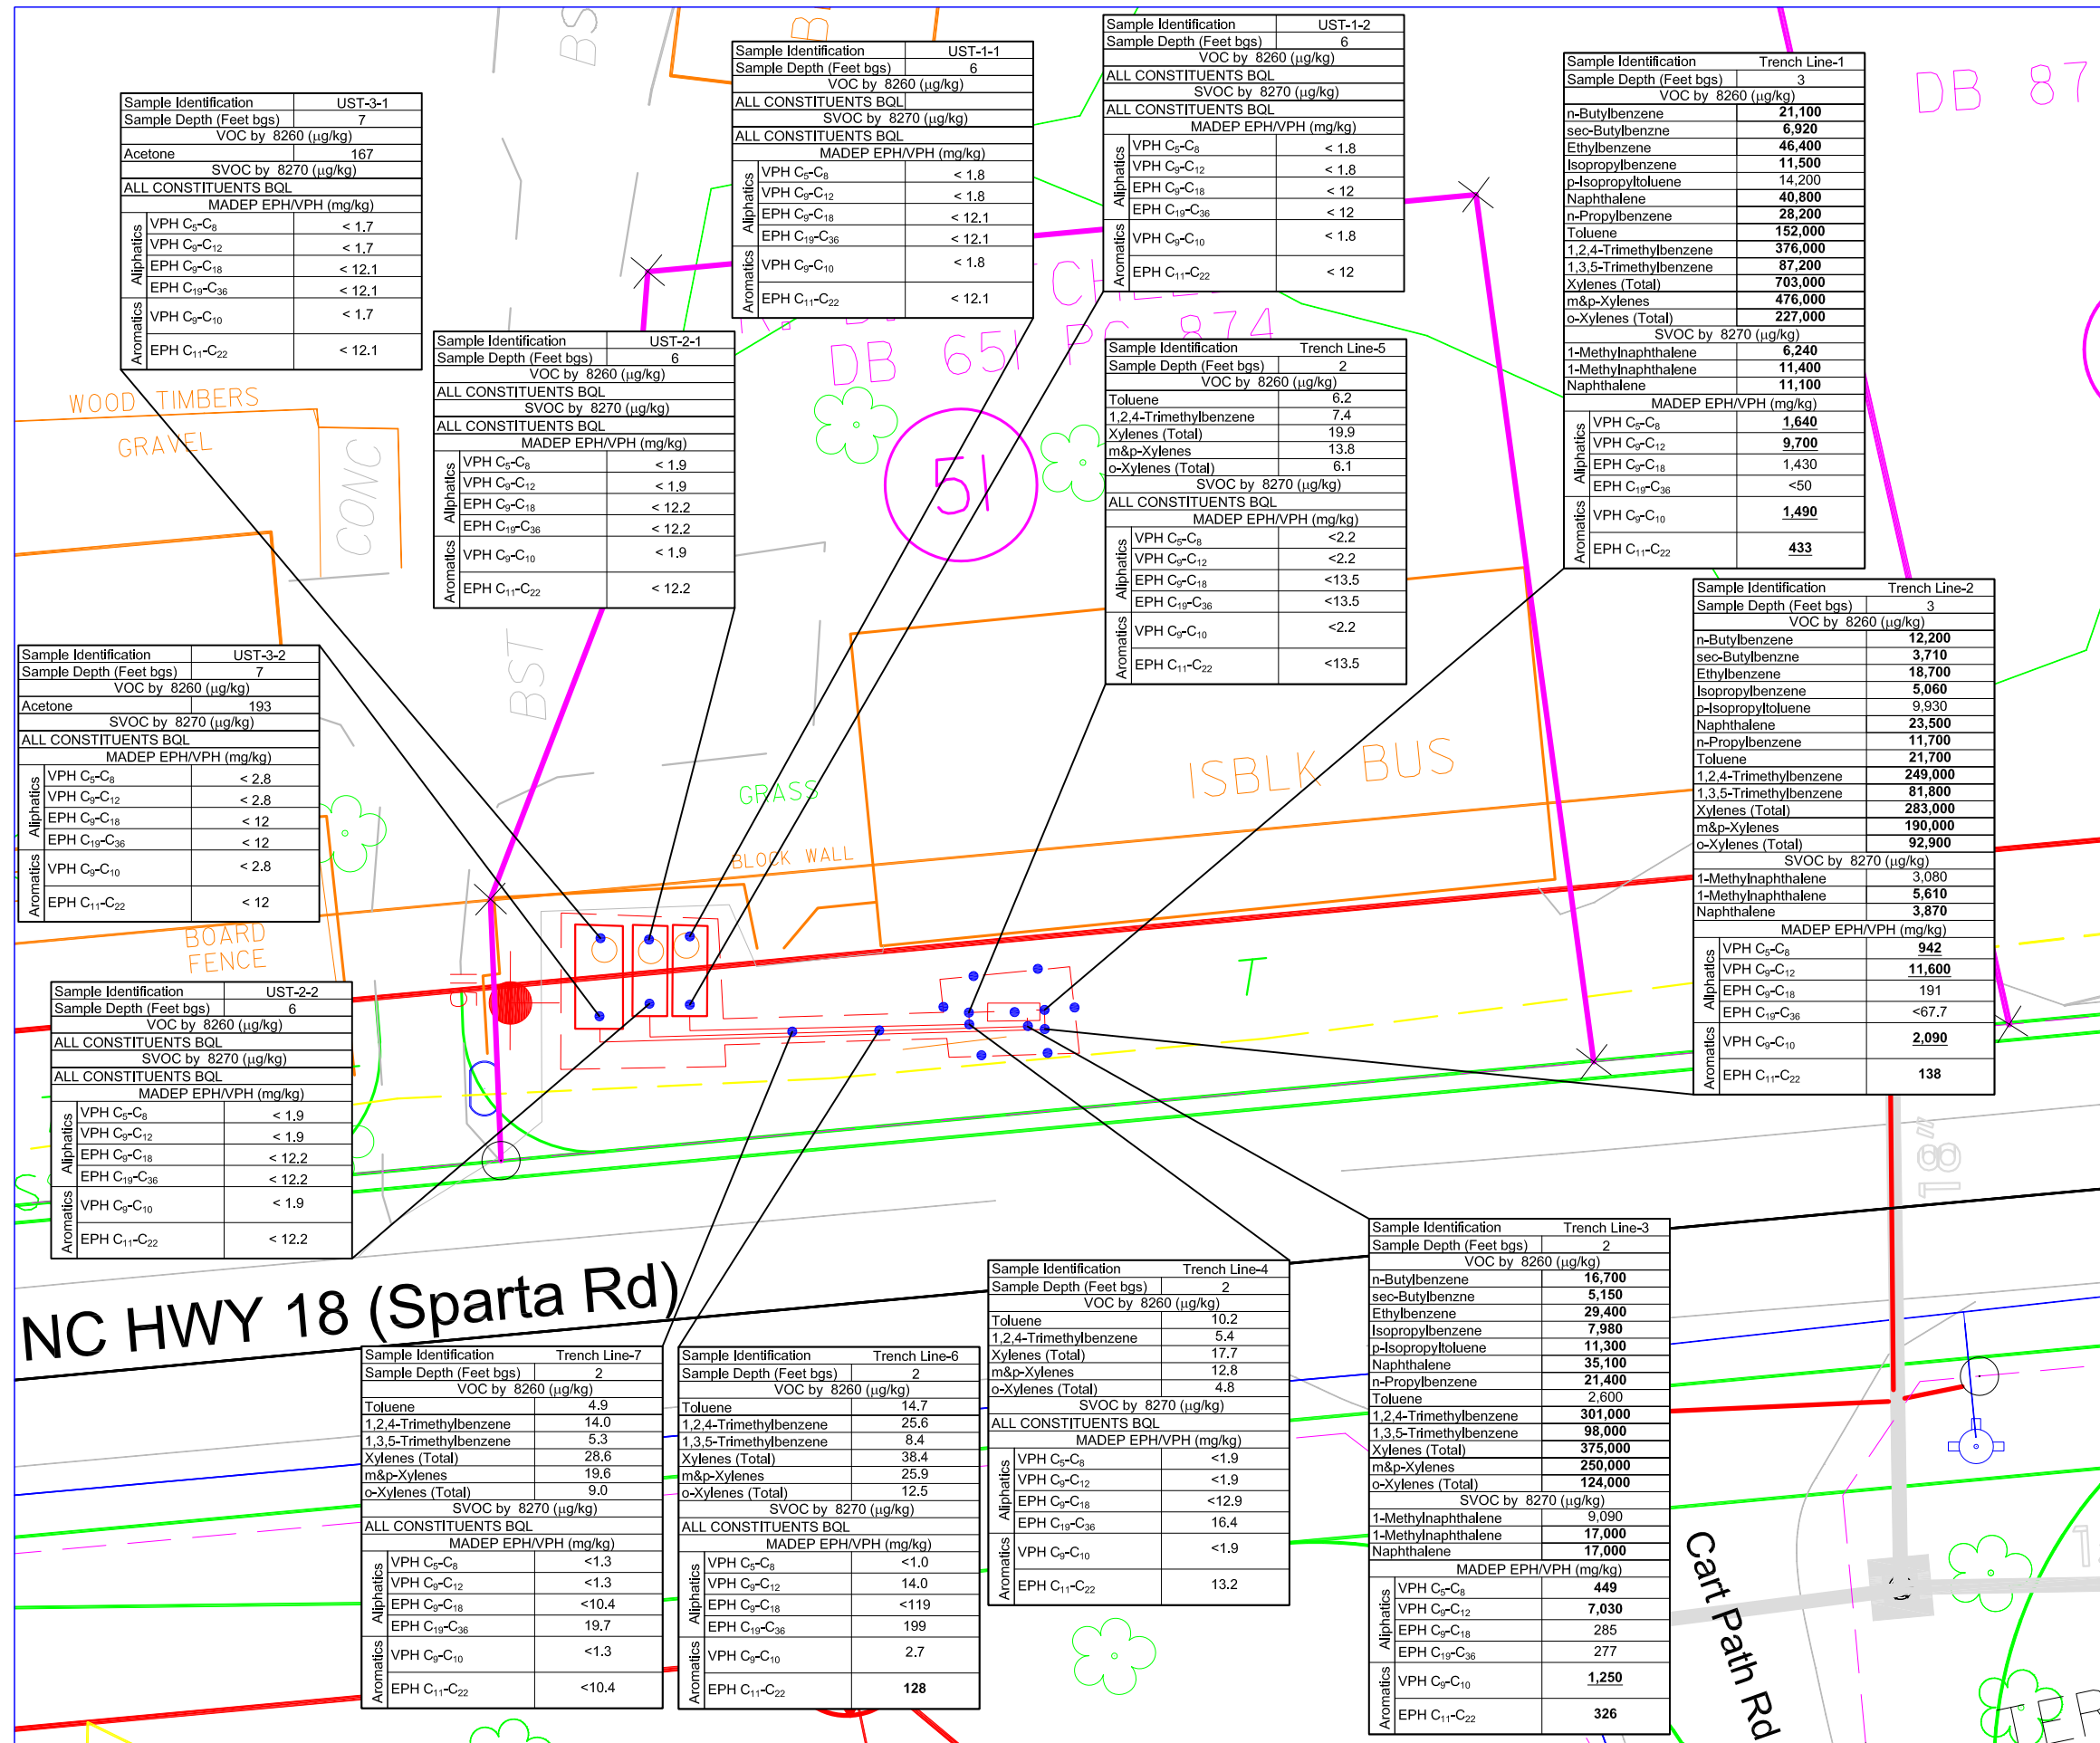 Sample Identification UST-3-1
Sample Depth (Feet bgs) 7
VOC by 8260 (µg/kg)
Acetone 167
SVOC by 8270 (µg/kg)
ALL CONSTITUENTS BQL
MADEP EPH/VPH (mg/kg)
Aliphatics
VPH C₅-C₈ < 1.7
VPH C₉-C₁₂ < 1.7
EPH C₉-C₁₈ < 12.1
EPH C₁₉-C₃₆ < 12.1
Aromatics
VPH C₉-C₁₀ < 1.7
EPH C₁₁-C₂₂ < 12.1
Sample Identification UST-1-1
Sample Depth (Feet bgs) 6
VOC by 8260 (µg/kg)
ALL CONSTITUENTS BQL
SVOC by 8270 (µg/kg)
ALL CONSTITUENTS BQL
MADEP EPH/VPH (mg/kg)
Aliphatics
VPH C₅-C₈ < 1.8
VPH C₉-C₁₂ < 1.8
EPH C₉-C₁₈ < 12.1
EPH C₁₉-C₃₆ < 12.1
Aromatics
VPH C₉-C₁₀ < 1.8
EPH C₁₁-C₂₂ < 12.1
Sample Identification UST-1-2
Sample Depth (Feet bgs) 6
VOC by 8260 (µg/kg)
ALL CONSTITUENTS BQL
SVOC by 8270 (µg/kg)
ALL CONSTITUENTS BQL
MADEP EPH/VPH (mg/kg)
Aliphatics
VPH C₅-C₈ < 1.8
VPH C₉-C₁₂ < 1.8
EPH C₉-C₁₈ < 12
EPH C₁₉-C₃₆ < 12
Aromatics
VPH C₉-C₁₀ < 1.8
EPH C₁₁-C₂₂ < 12
Sample Identification Trench Line-1
Sample Depth (Feet bgs) 3
VOC by 8260 (µg/kg)
n-Butylbenzene 21,100
sec-Butylbenzne 6,920
Ethylbenzene 46,400
Isopropylbenzene 11,500
p-Isopropyltoluene 14,200
Naphthalene 40,800
n-Propylbenzene 28,200
Toluene 152,000
1,2,4-Trimethylbenzene 376,000
1,3,5-Trimethylbenzene 87,200
Xylenes (Total) 703,000
m&p-Xylenes 476,000
o-Xylenes (Total) 227,000
SVOC by 8270 (µg/kg)
1-Methylnaphthalene 6,240
1-Methylnaphthalene 11,400
Naphthalene 11,100
MADEP EPH/VPH (mg/kg)
Aliphatics
VPH C₅-C₈ 1,640
VPH C₉-C₁₂ 9,700
EPH C₉-C₁₈ 1,430
EPH C₁₉-C₃₆ <50
Aromatics
VPH C₉-C₁₀ 1,490
EPH C₁₁-C₂₂ 433
DB 87
DB 651 PG 874
51
Sample Identification UST-2-1
Sample Depth (Feet bgs) 6
VOC by 8260 (µg/kg)
ALL CONSTITUENTS BQL
SVOC by 8270 (µg/kg)
ALL CONSTITUENTS BQL
MADEP EPH/VPH (mg/kg)
Aliphatics
VPH C₅-C₈ < 1.9
VPH C₉-C₁₂ < 1.9
EPH C₉-C₁₈ < 12.2
EPH C₁₉-C₃₆ < 12.2
Aromatics
VPH C₉-C₁₀ < 1.9
EPH C₁₁-C₂₂ < 12.2
Sample Identification Trench Line-5
Sample Depth (Feet bgs) 2
VOC by 8260 (µg/kg)
Toluene 6.2
1,2,4-Trimethylbenzene 7.4
Xylenes (Total) 19.9
m&p-Xylenes 13.8
o-Xylenes (Total) 6.1
SVOC by 8270 (µg/kg)
ALL CONSTITUENTS BQL
MADEP EPH/VPH (mg/kg)
Aliphatics
VPH C₅-C₈ <2.2
VPH C₉-C₁₂ <2.2
EPH C₉-C₁₈ <13.5
EPH C₁₉-C₃₆ <13.5
Aromatics
VPH C₉-C₁₀ <2.2
EPH C₁₁-C₂₂ <13.5
WOOD TIMBERS
GRAVEL
CONC
BST
Sample Identification Trench Line-2
Sample Depth (Feet bgs) 3
VOC by 8260 (µg/kg)
n-Butylbenzene 12,200
sec-Butylbenzne 3,710
Ethylbenzene 18,700
Isopropylbenzene 5,060
p-Isopropyltoluene 9,930
Naphthalene 23,500
n-Propylbenzene 11,700
Toluene 21,700
1,2,4-Trimethylbenzene 249,000
1,3,5-Trimethylbenzene 81,800
Xylenes (Total) 283,000
m&p-Xylenes 190,000
o-Xylenes (Total) 92,900
SVOC by 8270 (µg/kg)
1-Methylnaphthalene 3,080
1-Methylnaphthalene 5,610
Naphthalene 3,870
MADEP EPH/VPH (mg/kg)
Aliphatics
VPH C₅-C₈ 942
VPH C₉-C₁₂ 11,600
EPH C₉-C₁₈ 191
EPH C₁₉-C₃₆ <67.7
Aromatics
VPH C₉-C₁₀ 2,090
EPH C₁₁-C₂₂ 138
Sample Identification UST-3-2
Sample Depth (Feet bgs) 7
VOC by 8260 (µg/kg)
Acetone 193
SVOC by 8270 (µg/kg)
ALL CONSTITUENTS BQL
MADEP EPH/VPH (mg/kg)
Aliphatics
VPH C₅-C₈ < 2.8
VPH C₉-C₁₂ < 2.8
EPH C₉-C₁₈ < 12
EPH C₁₉-C₃₆ < 12
Aromatics
VPH C₉-C₁₀ < 2.8
EPH C₁₁-C₂₂ < 12
ISBLK BUS
GRASS
BLOCK WALL
BOARD
FENCE
T
Sample Identification UST-2-2
Sample Depth (Feet bgs) 6
VOC by 8260 (µg/kg)
ALL CONSTITUENTS BQL
SVOC by 8270 (µg/kg)
ALL CONSTITUENTS BQL
MADEP EPH/VPH (mg/kg)
Aliphatics
VPH C₅-C₈ < 1.9
VPH C₉-C₁₂ < 1.9
EPH C₉-C₁₈ < 12.2
EPH C₁₉-C₃₆ < 12.2
Aromatics
VPH C₉-C₁₀ < 1.9
EPH C₁₁-C₂₂ < 12.2
18"
NC HWY 18 (Sparta Rd)
Sample Identification Trench Line-7
Sample Depth (Feet bgs) 2
VOC by 8260 (µg/kg)
Toluene 4.9
1,2,4-Trimethylbenzene 14.0
1,3,5-Trimethylbenzene 5.3
Xylenes (Total) 28.6
m&p-Xylenes 19.6
o-Xylenes (Total) 9.0
SVOC by 8270 (µg/kg)
ALL CONSTITUENTS BQL
MADEP EPH/VPH (mg/kg)
Aliphatics
VPH C₅-C₈ <1.3
VPH C₉-C₁₂ <1.3
EPH C₉-C₁₈ <10.4
EPH C₁₉-C₃₆ 19.7
Aromatics
VPH C₉-C₁₀ <1.3
EPH C₁₁-C₂₂ <10.4
Sample Identification Trench Line-6
Sample Depth (Feet bgs) 2
VOC by 8260 (µg/kg)
Toluene 14.7
1,2,4-Trimethylbenzene 25.6
1,3,5-Trimethylbenzene 8.4
Xylenes (Total) 38.4
m&p-Xylenes 25.9
o-Xylenes (Total) 12.5
SVOC by 8270 (µg/kg)
ALL CONSTITUENTS BQL
MADEP EPH/VPH (mg/kg)
Aliphatics
VPH C₅-C₈ <1.0
VPH C₉-C₁₂ 14.0
EPH C₉-C₁₈ <119
EPH C₁₉-C₃₆ 199
Aromatics
VPH C₉-C₁₀ 2.7
EPH C₁₁-C₂₂ 128
Sample Identification Trench Line-4
Sample Depth (Feet bgs) 2
VOC by 8260 (µg/kg)
Toluene 10.2
1,2,4-Trimethylbenzene 5.4
Xylenes (Total) 17.7
m&p-Xylenes 12.8
o-Xylenes (Total) 4.8
SVOC by 8270 (µg/kg)
ALL CONSTITUENTS BQL
MADEP EPH/VPH (mg/kg)
Aliphatics
VPH C₅-C₈ <1.9
VPH C₉-C₁₂ <1.9
EPH C₉-C₁₈ <12.9
EPH C₁₉-C₃₆ 16.4
Aromatics
VPH C₉-C₁₀ <1.9
EPH C₁₁-C₂₂ 13.2
Sample Identification Trench Line-3
Sample Depth (Feet bgs) 2
VOC by 8260 (µg/kg)
n-Butylbenzene 16,700
sec-Butylbenzne 5,150
Ethylbenzene 29,400
Isopropylbenzene 7,980
p-Isopropyltoluene 11,300
Naphthalene 35,100
n-Propylbenzene 21,400
Toluene 2,600
1,2,4-Trimethylbenzene 301,000
1,3,5-Trimethylbenzene 98,000
Xylenes (Total) 375,000
m&p-Xylenes 250,000
o-Xylenes (Total) 124,000
SVOC by 8270 (µg/kg)
1-Methylnaphthalene 9,090
1-Methylnaphthalene 17,000
Naphthalene 17,000
MADEP EPH/VPH (mg/kg)
Aliphatics
VPH C₅-C₈ 449
VPH C₉-C₁₂ 7,030
EPH C₉-C₁₈ 285
EPH C₁₉-C₃₆ 277
Aromatics
VPH C₉-C₁₀ 1,250
EPH C₁₁-C₂₂ 326
Cart Path Rd